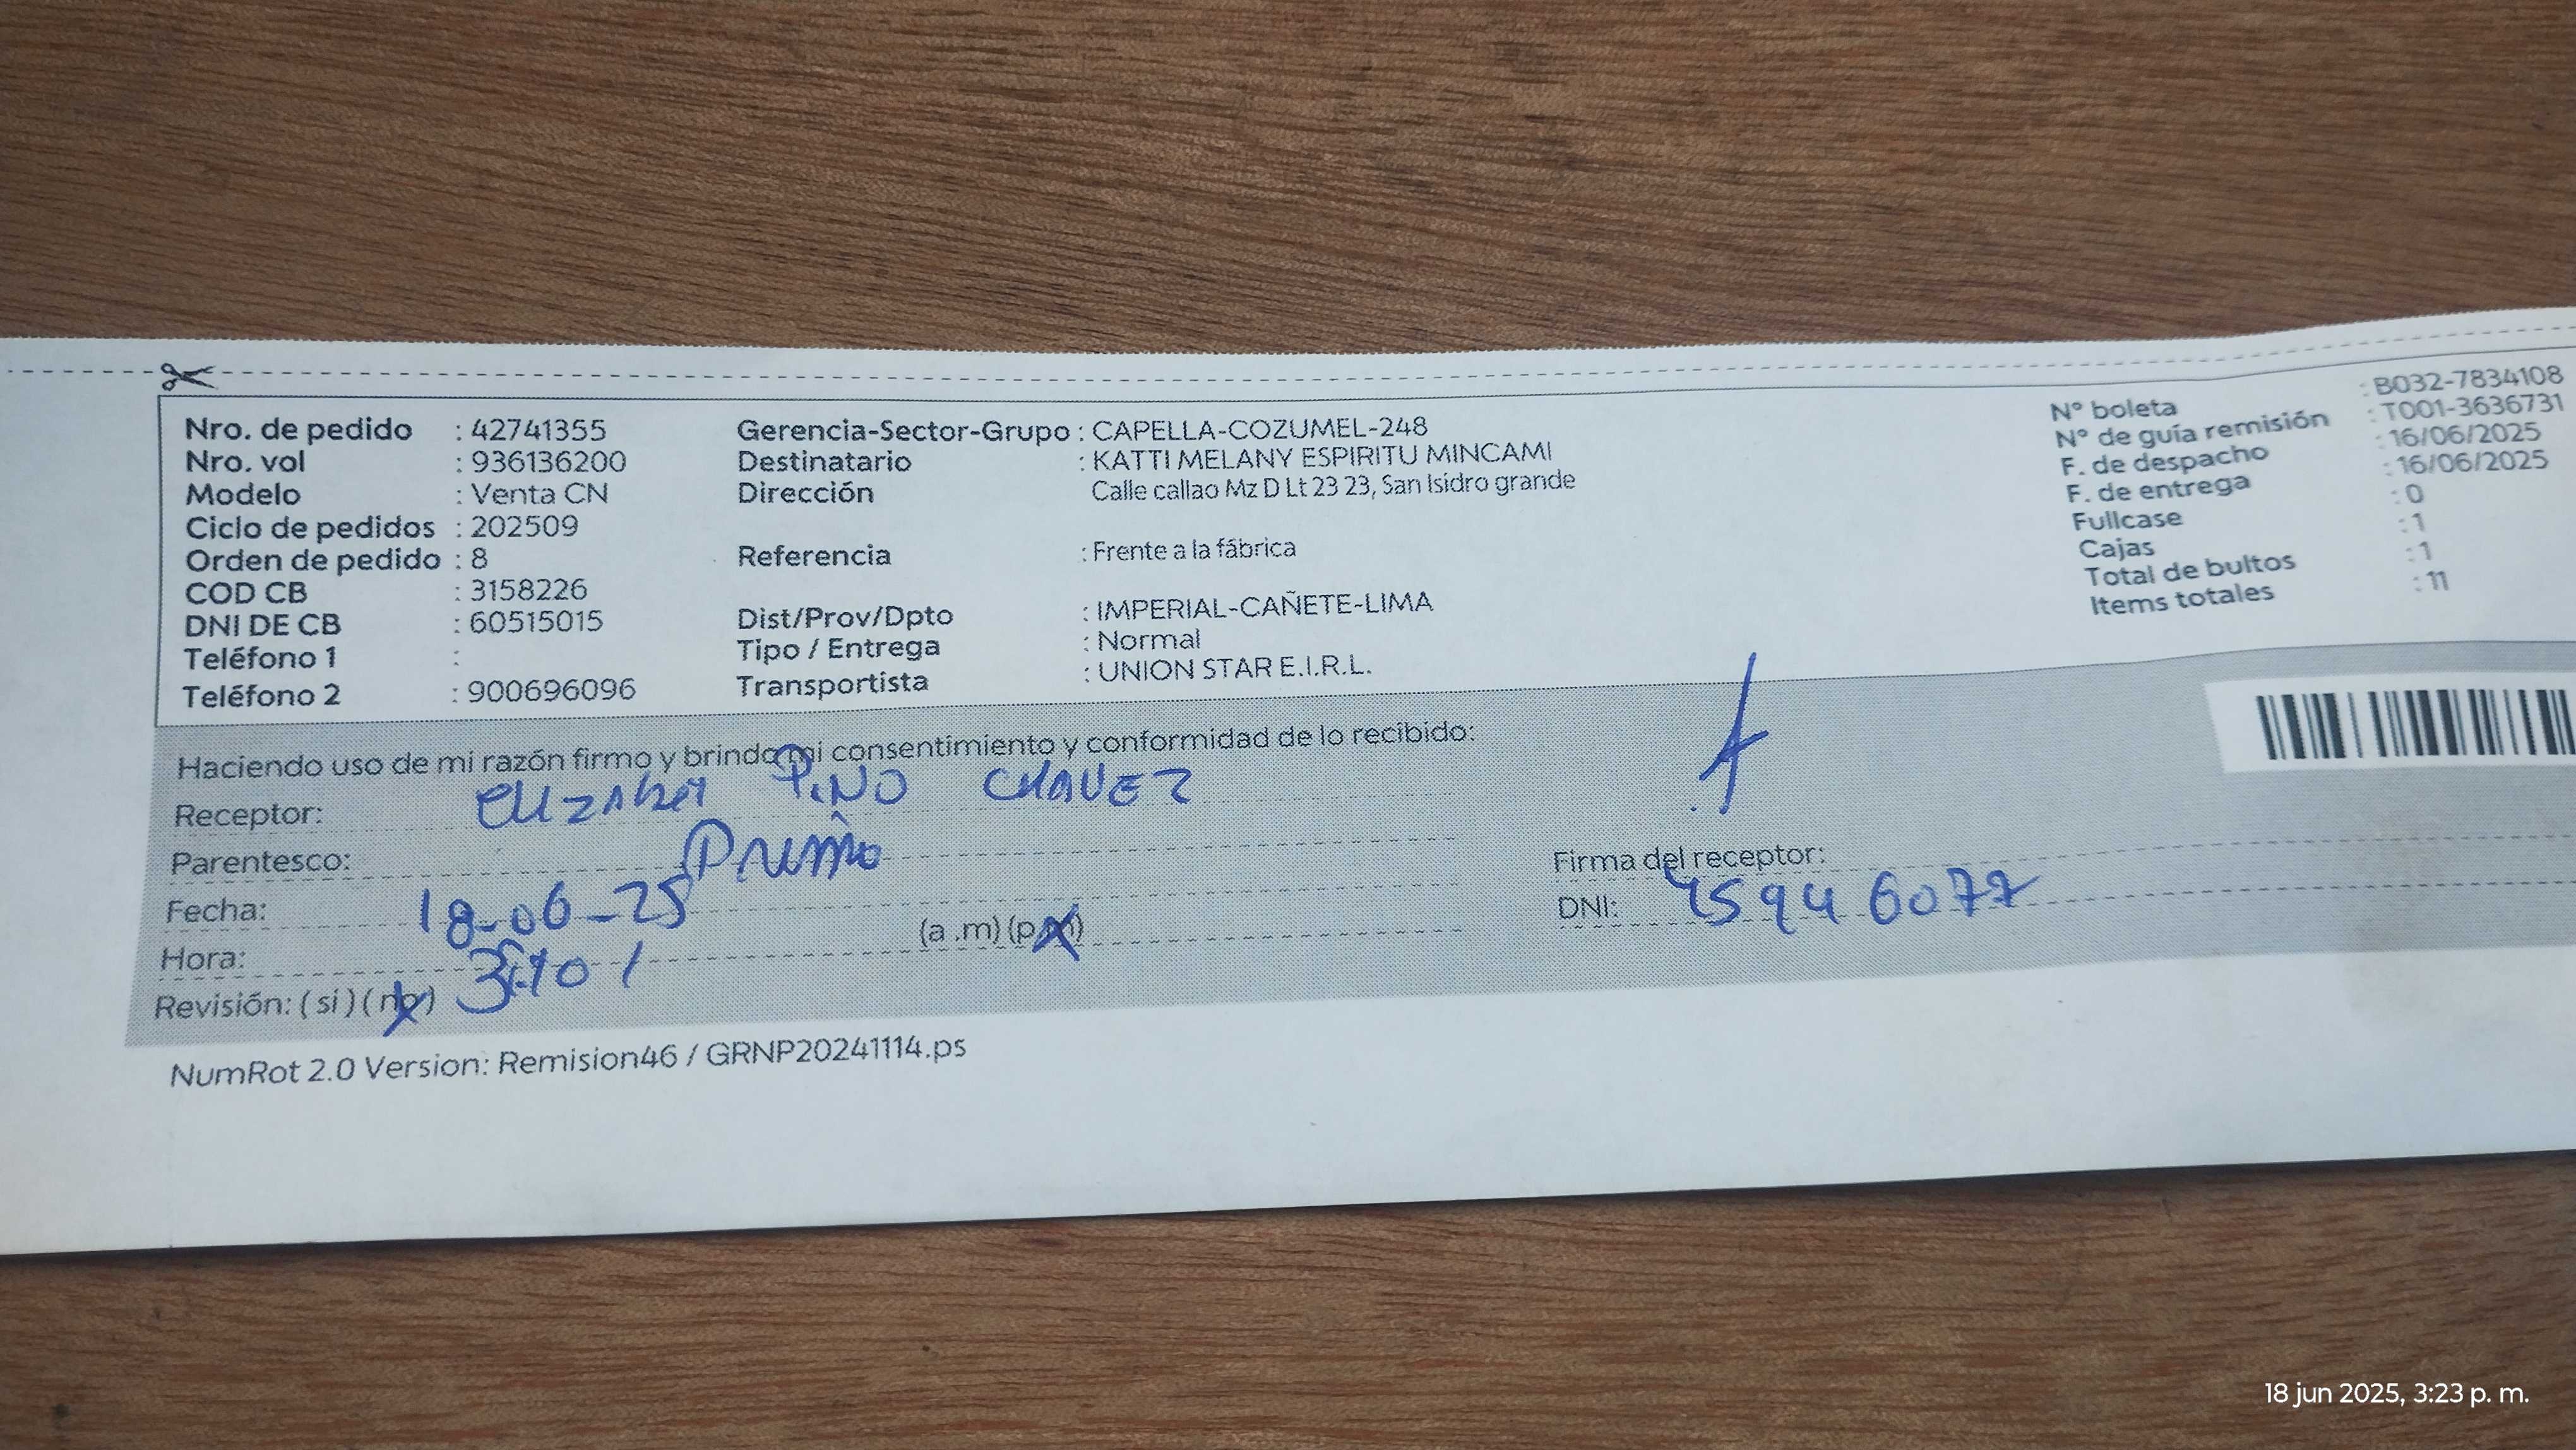 Nro. de pedido : 42741355
Nro. vol : 936136200
Modelo : Venta CN
Ciclo de pedidos : 202509
Orden de pedido : 8
COD CB : 3158226
DNI DE CB : 60515015
Teléfono 1 :
Teléfono 2 : 900696096
Gerencia-Sector-Grupo : CAPELLA-COZUMEL-248
Destinatario : KATTI MELANY ESPIRITU MINCAMI
Dirección Calle callao Mz D Lt 23 23, San Isidro grande
Referencia : Frente a la fábrica
Dist/Prov/Dpto : IMPERIAL-CAÑETE-LIMA
Tipo / Entrega : Normal
Transportista : UNION STAR E.I.R.L.
N° boleta : B032-7834108
N° de guía remisión : T001-3636731
F. de despacho : 16/06/2025
F. de entrega : 16/06/2025
Fullcase : 0
Cajas : 1
Total de bultos : 1
Items totales : 11
Haciendo uso de mi razón firmo y brindo mi consentimiento y conformidad de lo recibido:
Receptor: Elizabet PiNO CHAVEZ
Parentesco: Primo
Fecha: 18-06-25
Hora: 3:10 (a .m) (p.m)
Revisión: ( si ) ( no )
Firma del receptor:
DNI: 45946077
NumRot 2.0 Version: Remision46 / GRNP20241114.ps
18 jun 2025, 3:23 p. m.